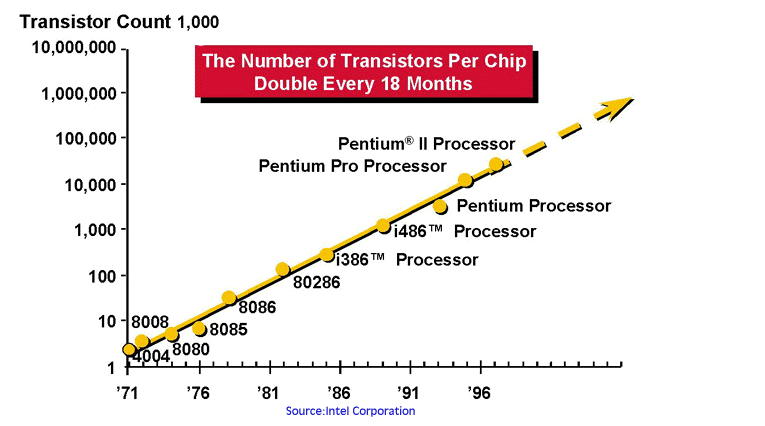 Transistor Count 1,000
10,000,000
The Number of Transistors Per Chip
Double Every 18 Months
1,000,000
100,000
Pentium® II Processor
Pentium Pro Processor
10,000
Pentium Processor
1,000
i486™ Processor
i386™ Processor
100
80286
8086
10
8008
8085
8080
4004
1
’71
’76
’81
’86
’91
’96
Source:Intel Corporation